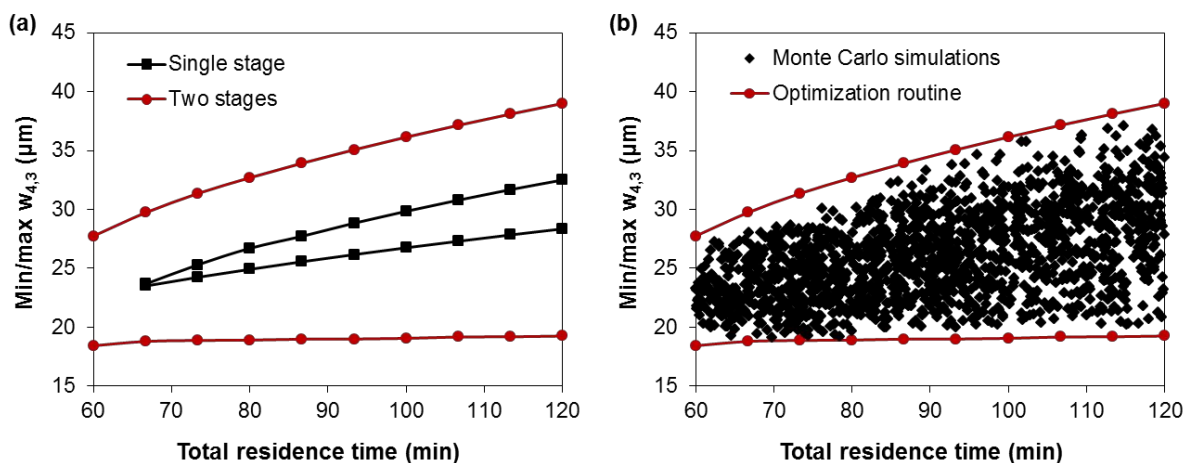 (a)
45
40
35
30
25
20
15
Min/max w4,3 (µm)
Single stage
Two stages
60 70 80 90 100 110 120
Total residence time (min)
(b)
45
40
35
30
25
20
15
Min/max w4,3 (µm)
Monte Carlo simulations
Optimization routine
60 70 80 90 100 110 120
Total residence time (min)